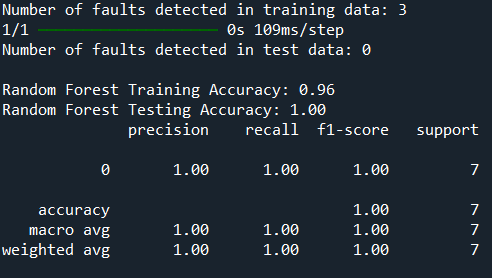 Number of faults detected in training data: 3
1/1 ━━━━━━━━━━━━━━━━━━━━ 0s 109ms/step
Number of faults detected in test data: 0
Random Forest Training Accuracy: 0.96
Random Forest Testing Accuracy: 1.00
precision recall f1-score support
0 1.00 1.00 1.00 7
accuracy 1.00 7
macro avg 1.00 1.00 1.00 7
weighted avg 1.00 1.00 1.00 7